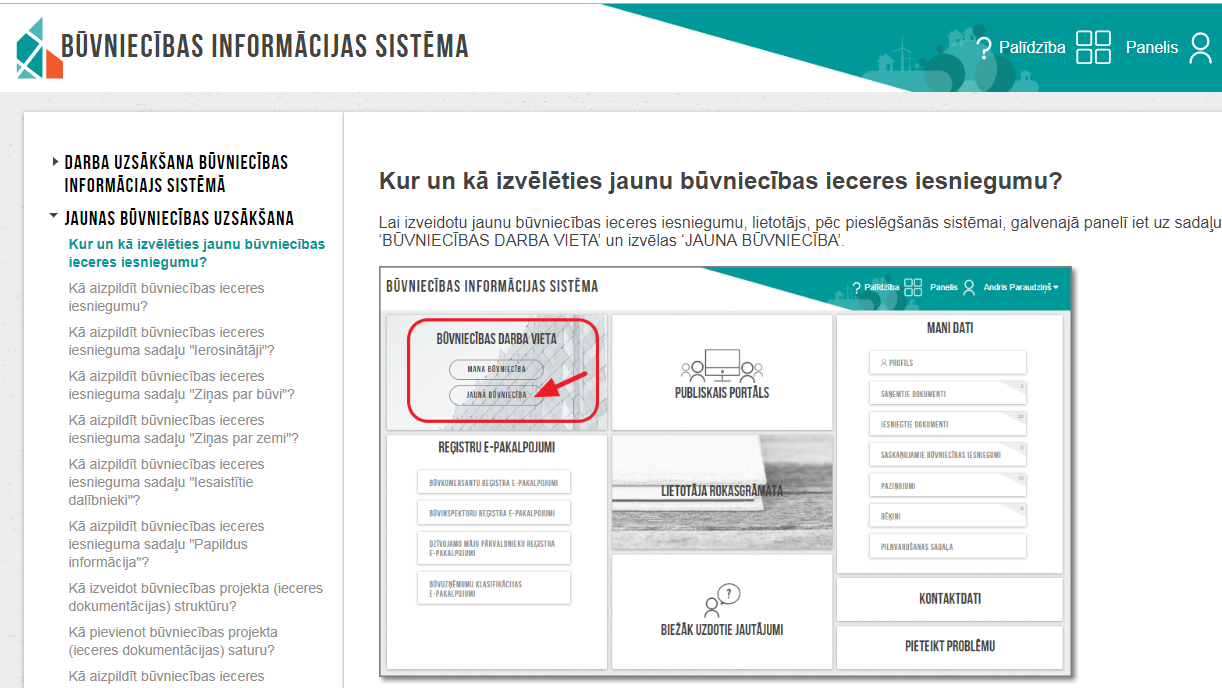 BŪVNIECĪBAS INFORMĀCIJAS SISTĒMA
? Palīdzība
Panelis
DARBA UZSĀKŠANA BŪVNIECĪBAS
INFORMĀCIAJS SISTĒMĀ
JAUNAS BŪVNIECĪBAS UZSĀKŠANA
Kur un kā izvēlēties jaunu būvniecības
ieceres iesniegumu?
Kā aizpildīt būvniecības ieceres
iesniegumu?
Kā aizpildīt būvniecības ieceres
iesnieguma sadaļu "Ierosinātāji"?
Kā aizpildīt būvniecības ieceres
iesnieguma sadaļu "Ziņas par būvi"?
Kā aizpildīt būvniecības ieceres
iesnieguma sadaļu "Ziņas par zemi"?
Kā aizpildīt būvniecības ieceres
iesnieguma sadaļu "Iesaistītie
dalībnieki"?
Kā aizpildīt būvniecības ieceres
iesnieguma sadaļu "Papildus
informācija"?
Kā izveidot būvniecības projekta (ieceres
dokumentācijas) struktūru?
Kā pievienot būvniecības projekta
(ieceres dokumentācijas) saturu?
Kā aizpildīt būvniecības ieceres
Kur un kā izvēlēties jaunu būvniecības ieceres iesniegumu?
Lai izveidotu jaunu būvniecības ieceres iesniegumu, lietotājs, pēc pieslēgšanās sistēmai, galvenajā panelī iet uz sadaļu
‘BŪVNIECĪBAS DARBA VIETA’ un izvēlas ‘JAUNA BŪVNIECĪBA’.
BŪVNIECĪBAS INFORMĀCIJAS SISTĒMA
? Palīdzība
Panelis
Andris Paraudziņš
BŪVNIECĪBAS DARBA VIETA
MANA BŪVNIECĪBA
JAUNA BŪVNIECĪBA
REĢISTRU E-PAKALPOJUMI
BŪVKOMERSANTU REĢISTRA E-PAKALPOJUMI
BŪVINSPEKTORU REĢISTRA E-PAKALPOJUMI
DZĪVOJAMO MĀJU PĀRVALDNIEKU REĢISTRA
E-PAKALPOJUMI
BŪVUZŅĒMUMU KLASIFIKĀCIJAS
E-PAKALPOJUMI
PUBLISKAIS PORTĀLS
LIETOTĀJA ROKASGRĀMATA
?
BIEŽĀK UZDOTIE JAUTĀJUMI
MANI DATI
PROFILS
SAŅEMTIE DOKUMENTI
IESNIEGTIE DOKUMENTI
SASKAŅOJAMIE BŪVNIECĪBAS IESNIEGUMI
PAZIŅOJUMI
RĒĶINI
PILNVAROŠANAS SADAĻA
KONTAKTDATI
PIETEIKT PROBLĒMU